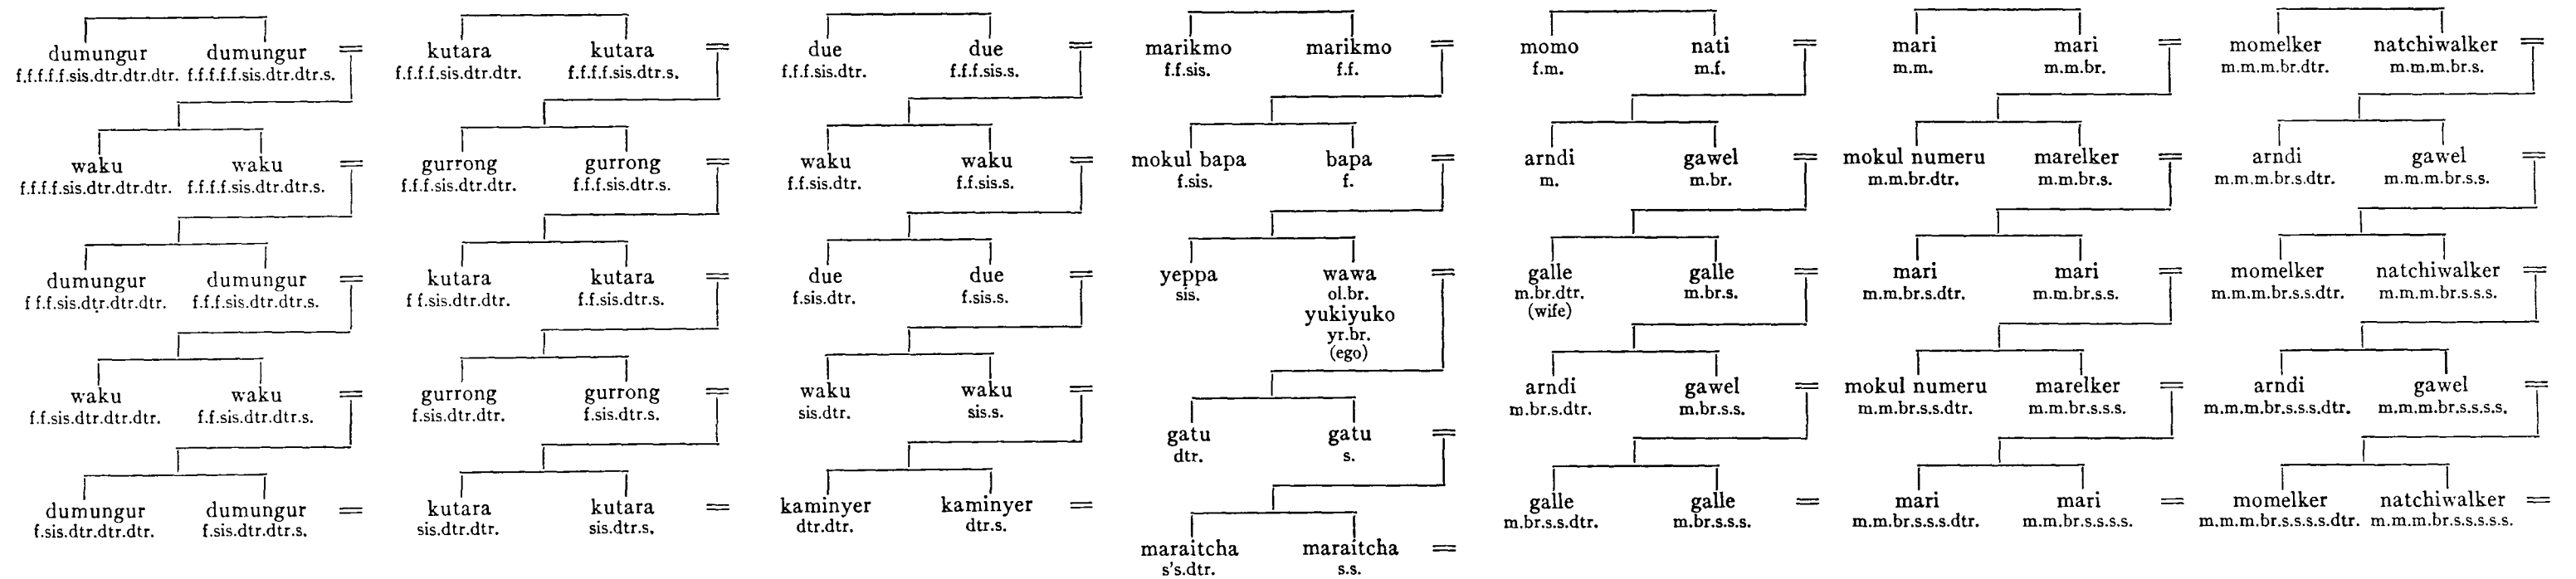 dumungur dumungur = kutara kutara = due due = marikmo marikmo = momo nati = mari mari = momelker natchiwalker =
f.f.f.f.f.sis.dtr.dtr.dtr. f.f.f.f.f.sis.dtr.dtr.s. f.f.f.f.sis.dtr.dtr. f.f.f.f.sis.dtr.s. f.f.f.sis.dtr. f.f.f.sis.s. f.f.sis. f.f. f.m. m.f. m.m. m.m.br. m.m.m.br.dtr. m.m.m.br.s.
waku waku = gurrong gurrong = waku waku = mokul bapa bapa = arndi gawel = mokul numeru marelker = arndi gawel =
f.f.f.f.sis.dtr.dtr.dtr. f.f.f.f.sis.dtr.dtr.s. f.f.f.sis.dtr.dtr. f.f.f.sis.dtr.s. f.f.sis.dtr. f.f.sis.s. f.sis. f. m. m.br. m.m.br.dtr. m.m.br.s. m.m.m.br.s.dtr. m.m.m.br.s.s.
dumungur dumungur = kutara kutara = due due = yeppa wawa = galle galle = mari mari = momelker natchiwalker =
f f.f.sis.dtr.dtr.dtr. f.f.f.sis.dtr.dtr.s. f f.sis.dtr.dtr. f.f.sis.dtr.s. f.sis.dtr. f.sis.s. sis. ol.br. m.br.dtr. m.br.s. m.m.br.s.dtr. m.m.br.s.s. m.m.m.br.s.s.dtr. m.m.m.br.s.s.s.
yukiyuko (wife)
yr.br.
(ego)
waku waku = gurrong gurrong = waku waku = arndi gawel = mokul numeru marelker = arndi gawel =
f.f.sis.dtr.dtr.dtr. f.f.sis.dtr.dtr.s. f.sis.dtr.dtr. f.sis.dtr.s. sis.dtr. sis.s. m.br.s.dtr. m.br.s.s. m.m.br.s.s.dtr. m.m.br.s.s.s. m.m.m.br.s.s.s.dtr. m.m.m.br.s.s.s.s.
gatu gatu =
dtr. s.
dumungur dumungur = kutara kutara = kaminyer kaminyer = galle galle = mari mari = momelker natchiwalker =
f.sis.dtr.dtr.dtr. f.sis.dtr.dtr.s. sis.dtr.dtr. sis.dtr.s. dtr.dtr. dtr.s. m.br.s.s.dtr. m.br.s.s.s. m.m.br.s.s.s.dtr. m.m.br.s.s.s.s. m.m.m.br.s.s.s.s.dtr. m.m.m.br.s.s.s.s.s.
maraitcha maraitcha =
s's.dtr. s.s.